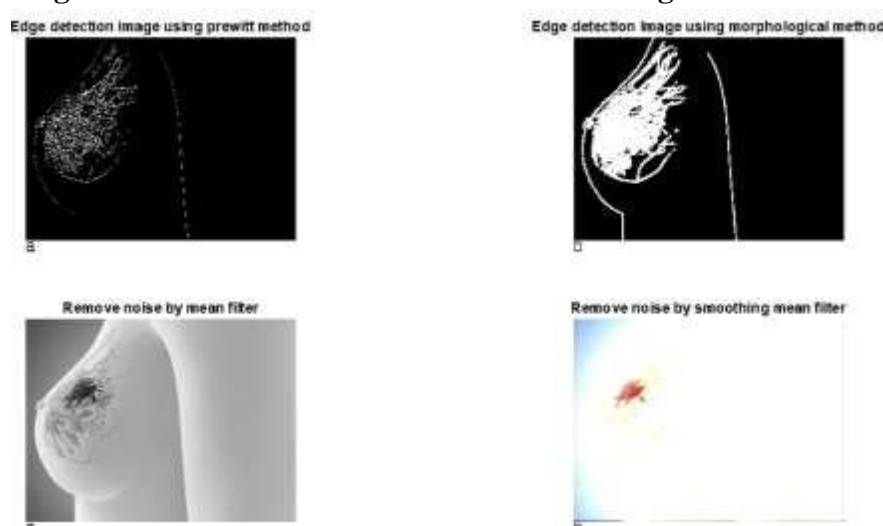 Edge detection image using prewitt method
Edge detection image using morphological method
B
Remove noise by mean filter
Remove noise by smoothing mean filter